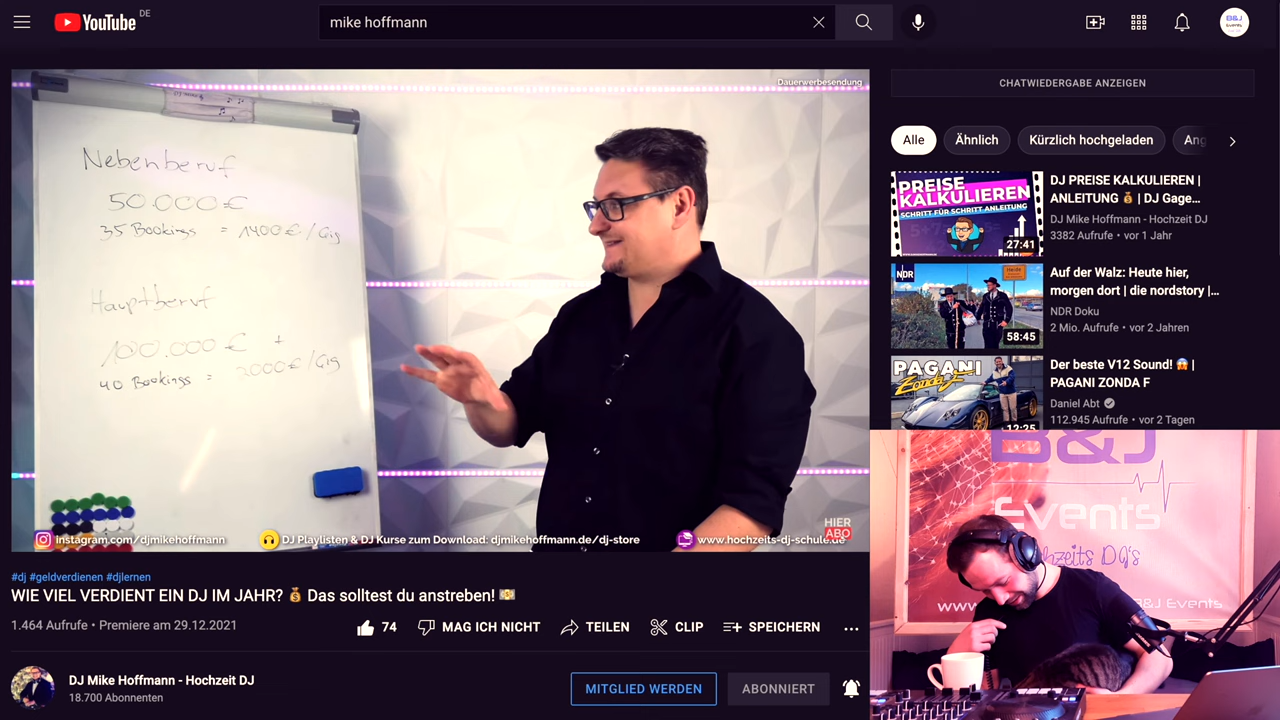 YouTube DE
mike hoffmann
Dauerwerbesendung
Nebenberuf
50.000€
35 Bookings = 1400€/Gig
Hauptberuf
100.000€ +
40 Bookings = 2000€/Gig
instagram.com/djmikehoffmann
DJ Playlisten & DJ Kurse zum Download: djmikehoffmann.de/dj-store
www.hochzeits-dj-schule.de
HIER
ABO
#dj #geldverdienen #djlernen
WIE VIEL VERDIENT EIN DJ IM JAHR? 💰 Das solltest du anstreben! 💵
1.464 Aufrufe • Premiere am 29.12.2021
74
MAG ICH NICHT
TEILEN
CLIP
SPEICHERN
DJ Mike Hoffmann - Hochzeit DJ
18.700 Abonnenten
MITGLIED WERDEN
ABONNIERT
CHATWIEDERGABE ANZEIGEN
Alle
Ähnlich
Kürzlich hochgeladen
Ang
PREISE
KALKULIEREN
SCHRITT FÜR SCHRITT ANLEITUNG
27:41
DJ PREISE KALKULIEREN |
ANLEITUNG 💰 | DJ Gage...
DJ Mike Hoffmann - Hochzeit DJ
3382 Aufrufe • vor 1 Jahr
NDR
58:45
Auf der Walz: Heute hier,
morgen dort | die nordstory |...
NDR Doku
2 Mio. Aufrufe • vor 2 Jahren
PAGANI
Zonda F
12:25
Der beste V12 Sound! 😱 |
PAGANI ZONDA F
Daniel Abt
112.945 Aufrufe • vor 2 Tagen
B&J
Events
www
B&J Events